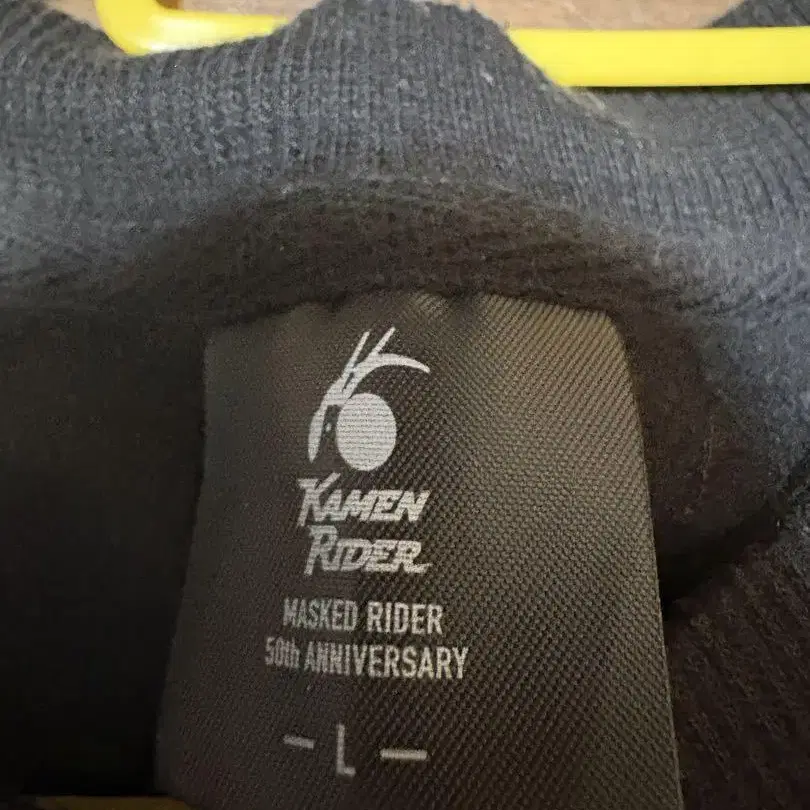 KAMEN
RIDER
MASKED RIDER
50th ANNIVERSARY
— L —